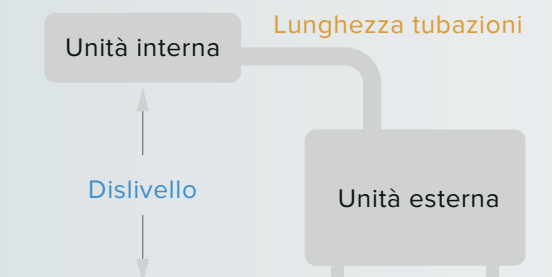 Lunghezza tubazioni
Unità interna
Dislivello
Unità esterna